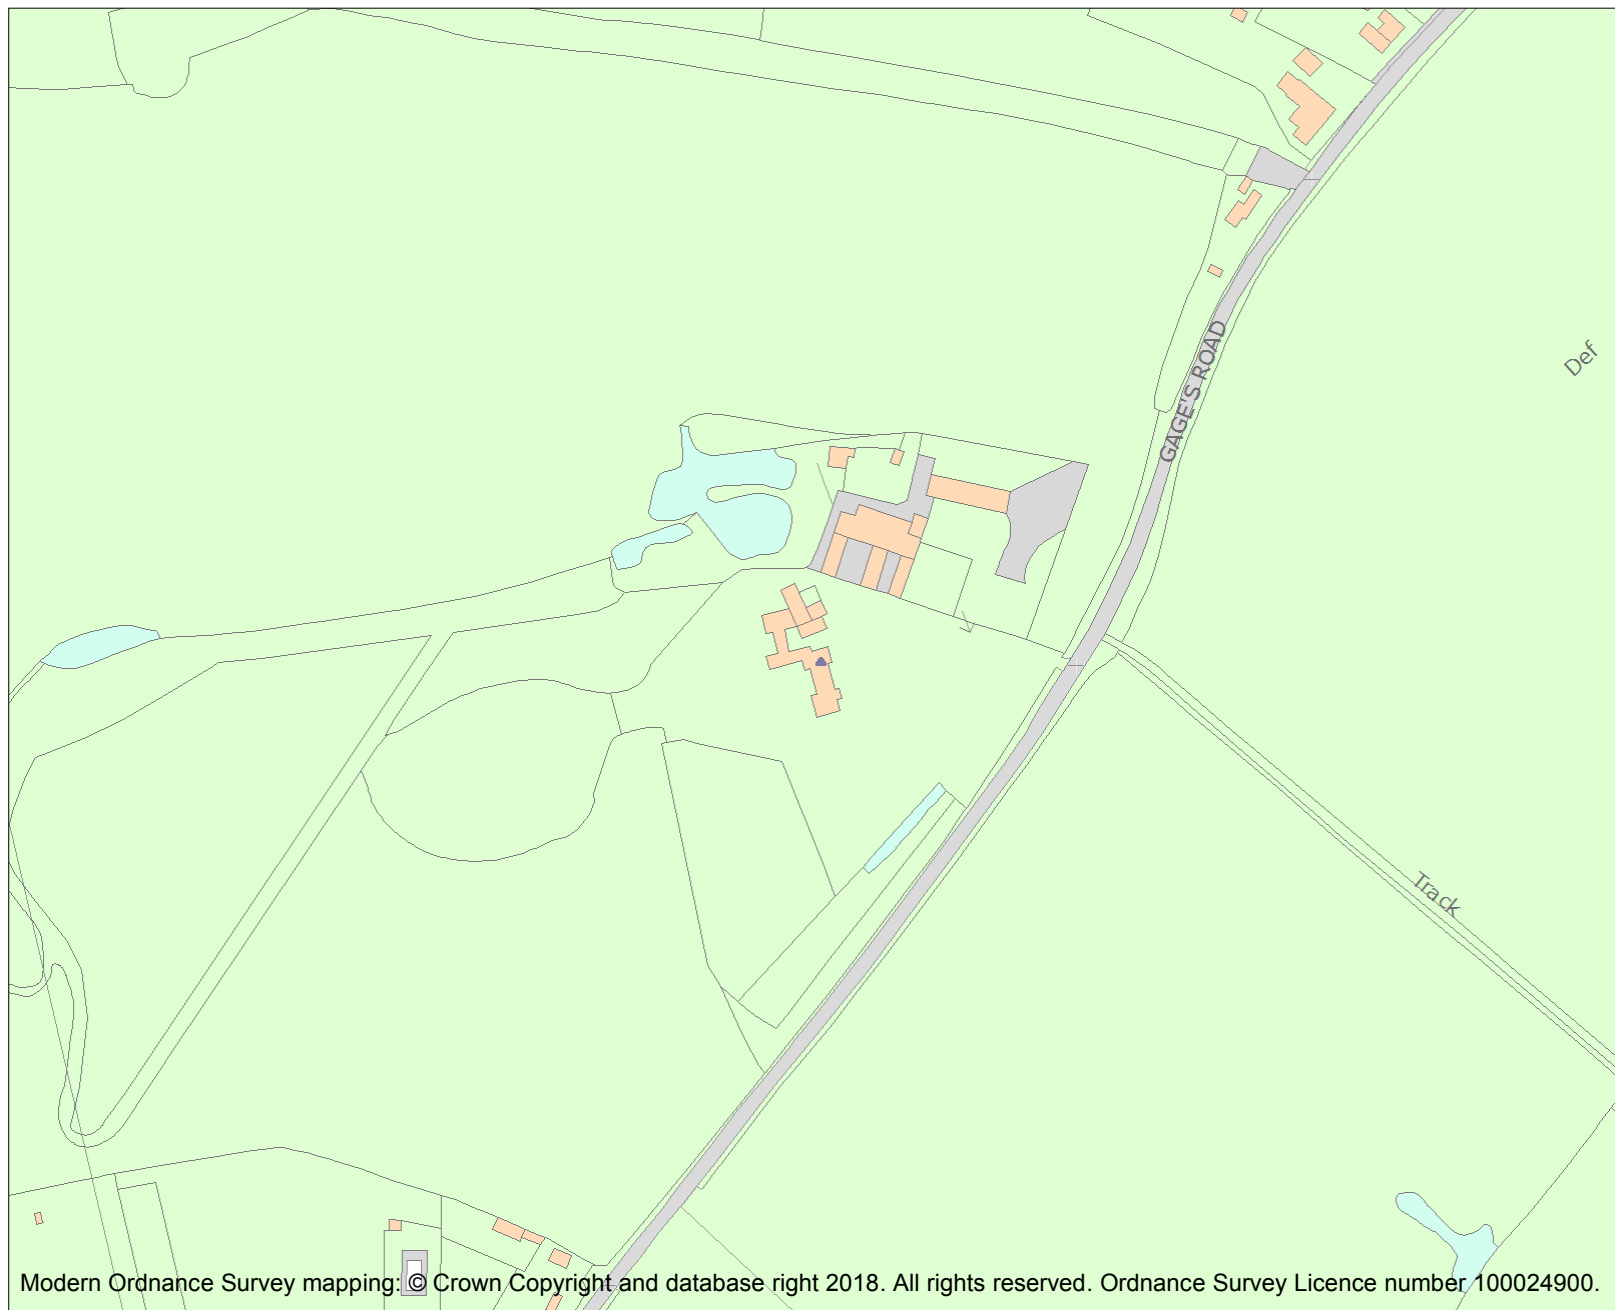 Def
GAGE'S ROAD
Track
Modern Ordnance Survey mapping: © Crown Copyright and database right 2018. All rights reserved. Ordnance Survey Licence number 100024900.